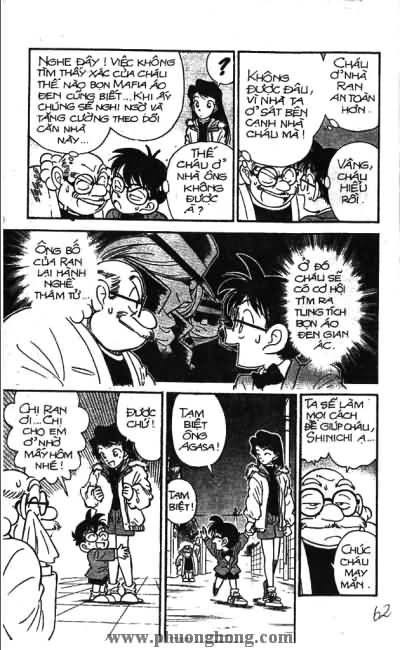 NGHE ĐÂY! VIỆC KHÔNG
TÌM THẤY XÁC CỦA CHÁU
THẾ NÀO BỌN MAFIA ÁO
ĐEN CŨNG BIẾT... KHI ẤY
CHÚNG SẼ NGHI NGỜ VÀ
TĂNG CƯỜNG THEO DÕI
CĂN NHÀ
NÀY...
THẾ
CHÁU Ở
NHÀ ÔNG
KHÔNG
ĐƯỢC
À?
CHÁU
Ở NHÀ
RAN
AN TOÀN
HƠN.
KHÔNG
ĐƯỢC ĐÂU,
VÌ NHÀ TA
Ở SÁT BÊN
CẠNH NHÀ
CHÁU MÀ!
VÂNG,
CHÁU
HIỂU
RỒI.
ÔNG BỐ
CỦA RAN
LẠI HÀNH
NGHỀ
THÁM
TỬ...
Ở ĐÓ
CHÁU SẼ
CÓ CƠ HỘI
TÌM RA
TUNG TÍCH
BỌN ÁO
ĐEN GIAN
ÁC.
CHỊ RAN
ƠI... CHỊ
CHO EM
Ở NHỜ
MẤY HÔM
NHÉ!
ĐƯỢC
CHỨ!
TẠM
BIỆT
ÔNG
AGASA!
TẠM
BIỆT!
TA SẼ LÀM
MỌI CÁCH
ĐỂ GIÚP CHÁU,
SHINICHI Ạ...
CHÚC
CHÁU
MAY
MẮN.
62
www.phuonghong.com